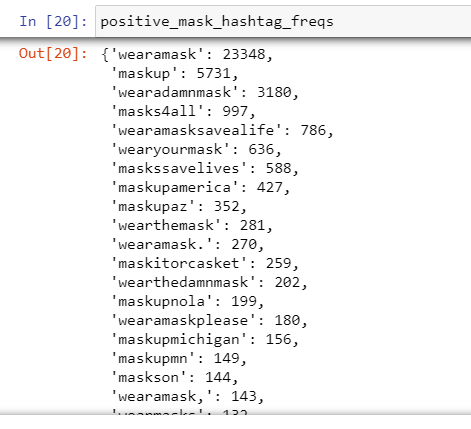 In [20]: positive_mask_hashtag_freqs
Out[20]: {'wearamask': 23348,
'maskup': 5731,
'wearadamnmask': 3180,
'masks4all': 997,
'wearamasksavealife': 786,
'wearyourmask': 636,
'maskssavelives': 588,
'maskupamerica': 427,
'maskupaz': 352,
'wearthemask': 281,
'wearamask.': 270,
'maskitorcasket': 259,
'wearthedamnmask': 202,
'maskupnola': 199,
'wearamaskplease': 180,
'maskupmichigan': 156,
'maskupmn': 149,
'maskson': 144,
'wearamask,': 143,
'wearmasks': 132